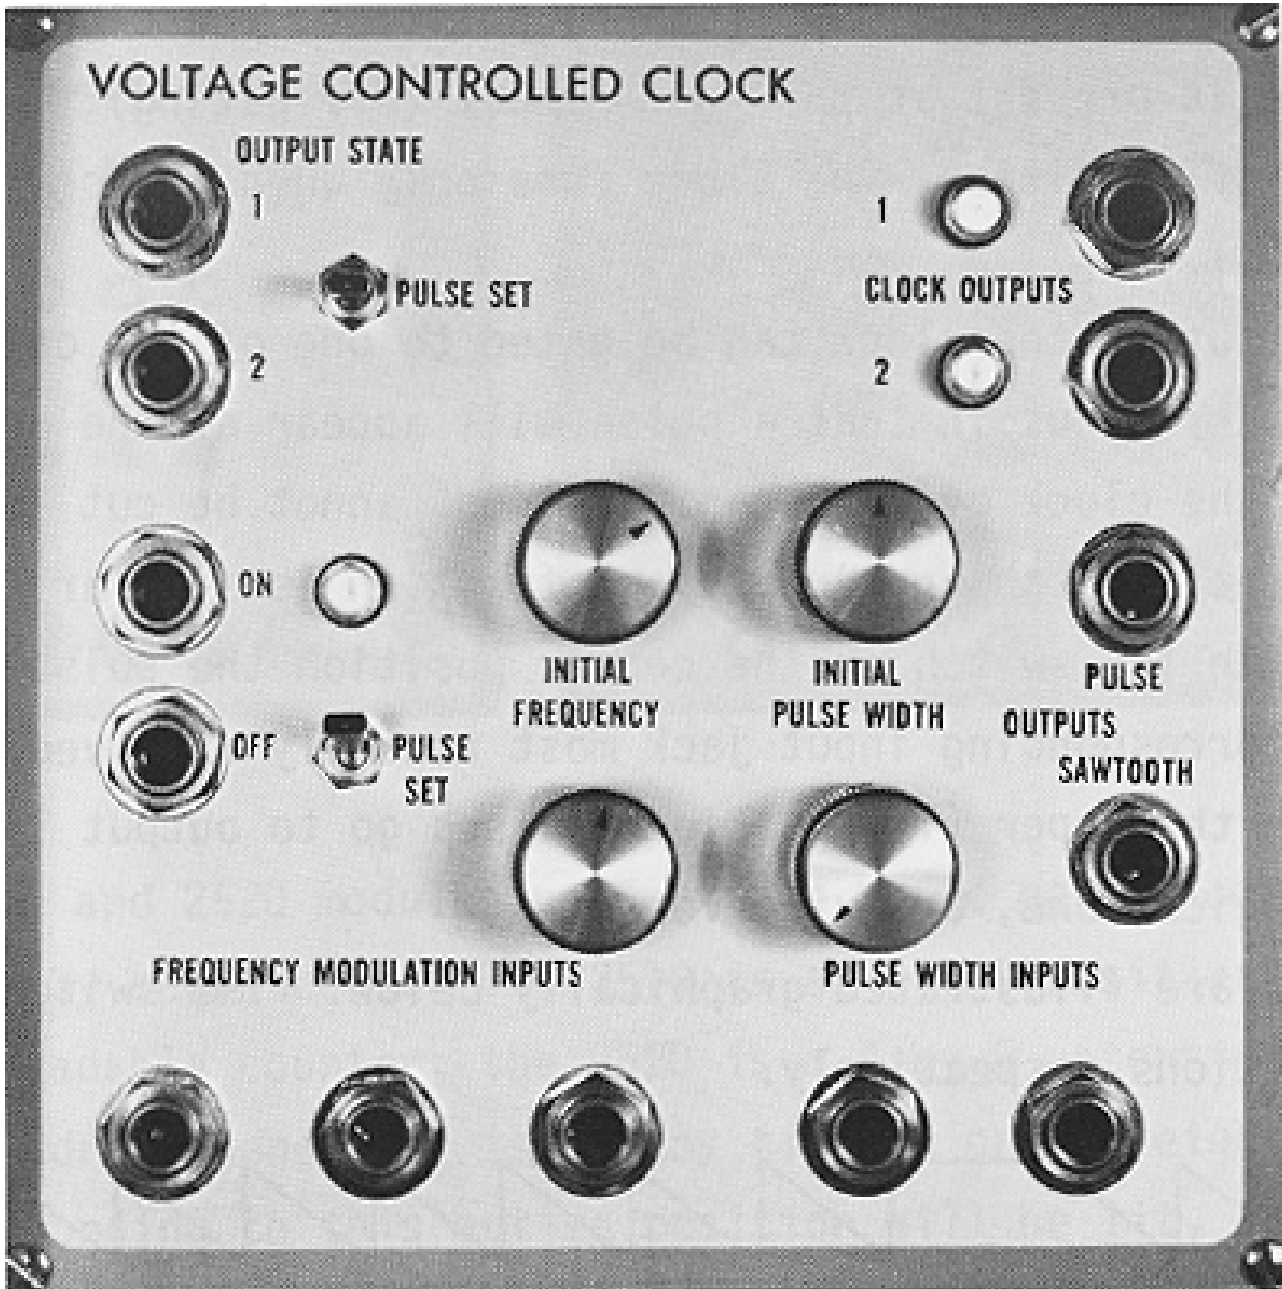 VOLTAGE CONTROLLED CLOCK
OUTPUT STATE
1
PULSE SET
2
1
CLOCK OUTPUTS
2
ON
OFF
PULSE
SET
INITIAL
FREQUENCY
INITIAL
PULSE WIDTH
PULSE
OUTPUTS
SAWTOOTH
FREQUENCY MODULATION INPUTS
PULSE WIDTH INPUTS